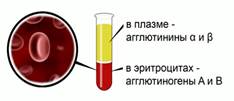 в плазме -
агглютинины α и β
в эритроцитах -
агглютиногены А и В